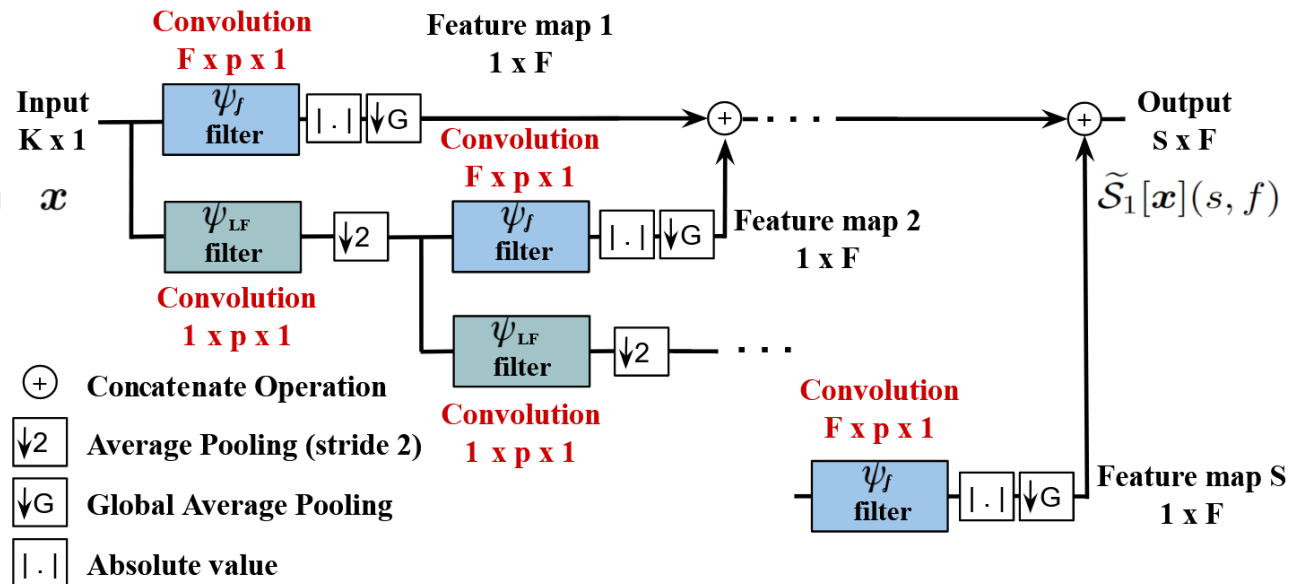 Convolution
F x p x 1
Feature map 1
1 x F
Input
K x 1
x
ψf
filter
| . |
↓G
+
. . . .
+
Output
S x F
S̃1[x](s, f)
Convolution
F x p x 1
ψLF
filter
↓2
ψf
filter
| . |
↓G
Feature map 2
1 x F
Convolution
1 x p x 1
ψLF
filter
↓2
. . .
Convolution
1 x p x 1
Convolution
F x p x 1
ψf
filter
| . |
↓G
Feature map S
1 x F
+ Concatenate Operation
↓2 Average Pooling (stride 2)
↓G Global Average Pooling
| . | Absolute value